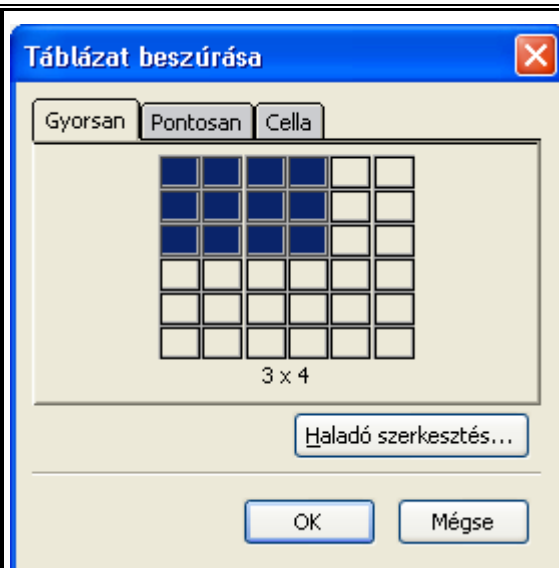 Táblázat beszúrása
Gyorsan Pontosan Cella
3 x 4
Haladó szerkesztés...
OK Mégse